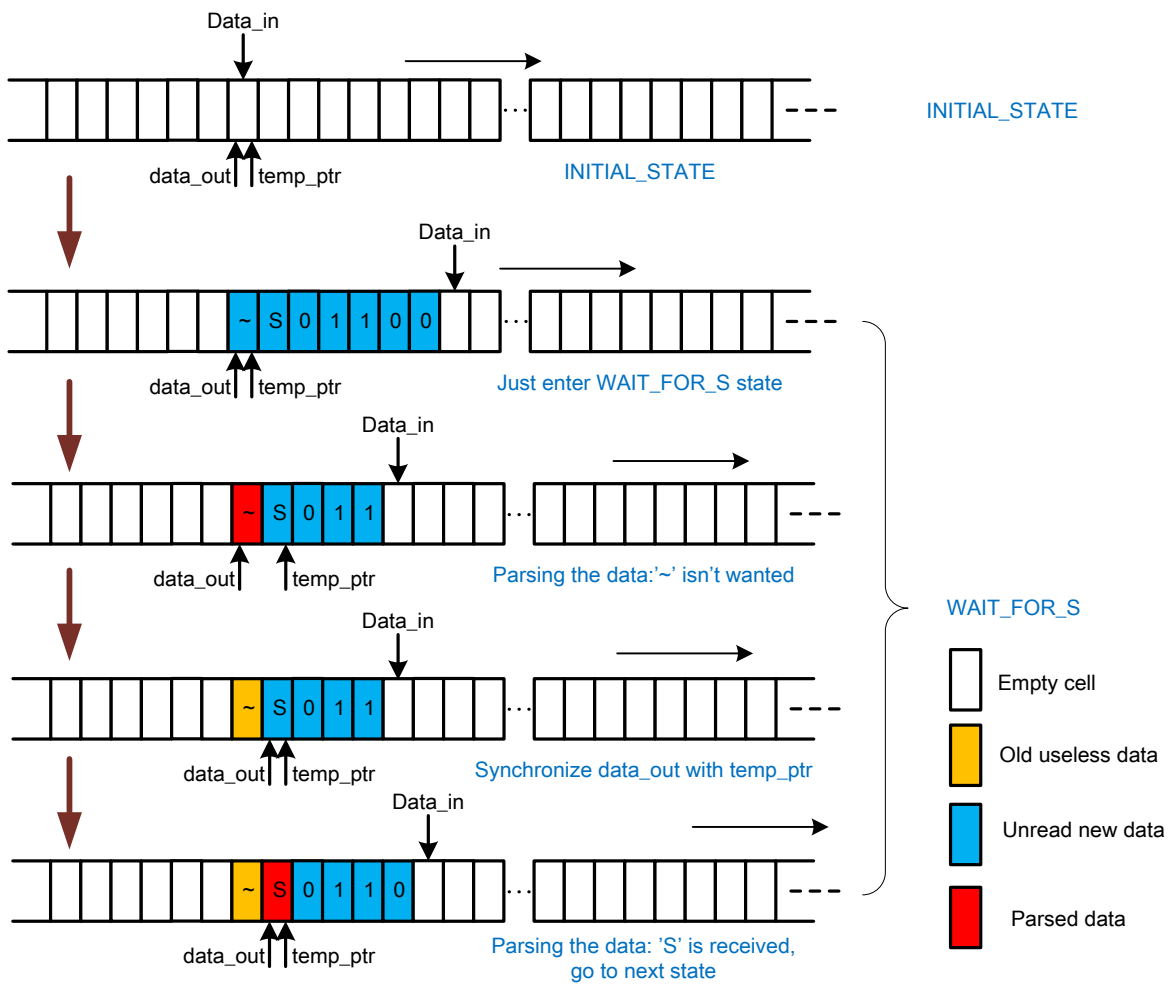 Data_in
...
INITIAL_STATE
data_out temp_ptr
INITIAL_STATE
Data_in
~ S 0 1 1 0 0 ...
data_out temp_ptr
Just enter WAIT_FOR_S state
Data_in
~ S 0 1 1 ...
data_out temp_ptr
Parsing the data:’~’ isn’t wanted
WAIT_FOR_S
Data_in
~ S 0 1 1 ...
data_out temp_ptr
Synchronize data_out with temp_ptr
Data_in
~ S 0 1 1 0 ...
data_out temp_ptr
Parsing the data: ’S’ is received,
go to next state
Empty cell
Old useless data
Unread new data
Parsed data